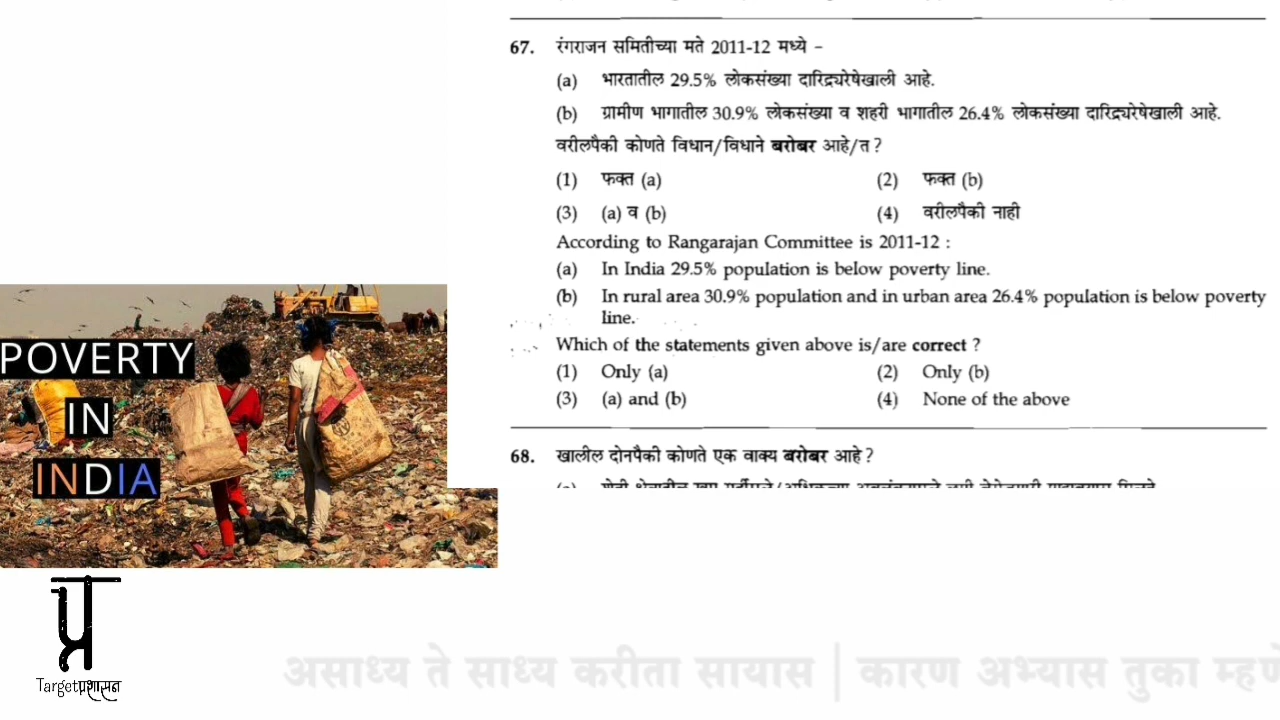 67. रंगराजन समितीच्या मते 2011-12 मध्ये –
(a) भारतातील 29.5% लोकसंख्या दारिद्र्यरेषेखाली आहे.
(b) ग्रामीण भागातील 30.9% लोकसंख्या व शहरी भागातील 26.4% लोकसंख्या दारिद्र्यरेषेखाली आहे.
वरीलपैकी कोणते विधान/विधाने बरोबर आहे/त ?
(1) फक्त (a) (2) फक्त (b)
(3) (a) व (b) (4) वरीलपैकी नाही
According to Rangarajan Committee is 2011-12 :
(a) In India 29.5% population is below poverty line.
(b) In rural area 30.9% population and in urban area 26.4% population is below poverty
line.
Which of the statements given above is/are correct ?
(1) Only (a) (2) Only (b)
(3) (a) and (b) (4) None of the above
68. खालील दोनपैकी कोणते एक वाक्य बरोबर आहे ?
POVERTY
IN
INDIA
प्र
Targetप्रशासन
असाध्य ते साध्य करीता सायास | कारण अभ्यास तुका म्हणे